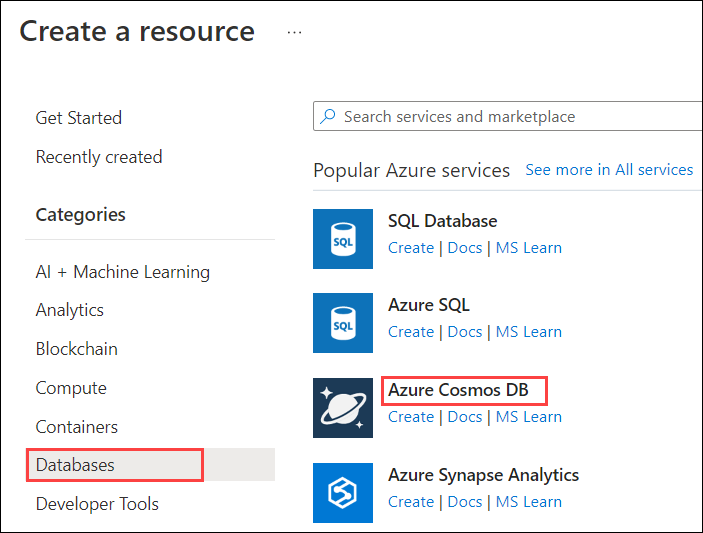 Create a resource ...
Get Started
Recently created
Categories
AI + Machine Learning
Analytics
Blockchain
Compute
Containers
Databases
Developer Tools
Search services and marketplace
Popular Azure services See more in All services
SQL
SQL Database
Create | Docs | MS Learn
SQL
Azure SQL
Create | Docs | MS Learn
Azure Cosmos DB
Create | Docs | MS Learn
Azure Synapse Analytics
Create | Docs | MS Learn